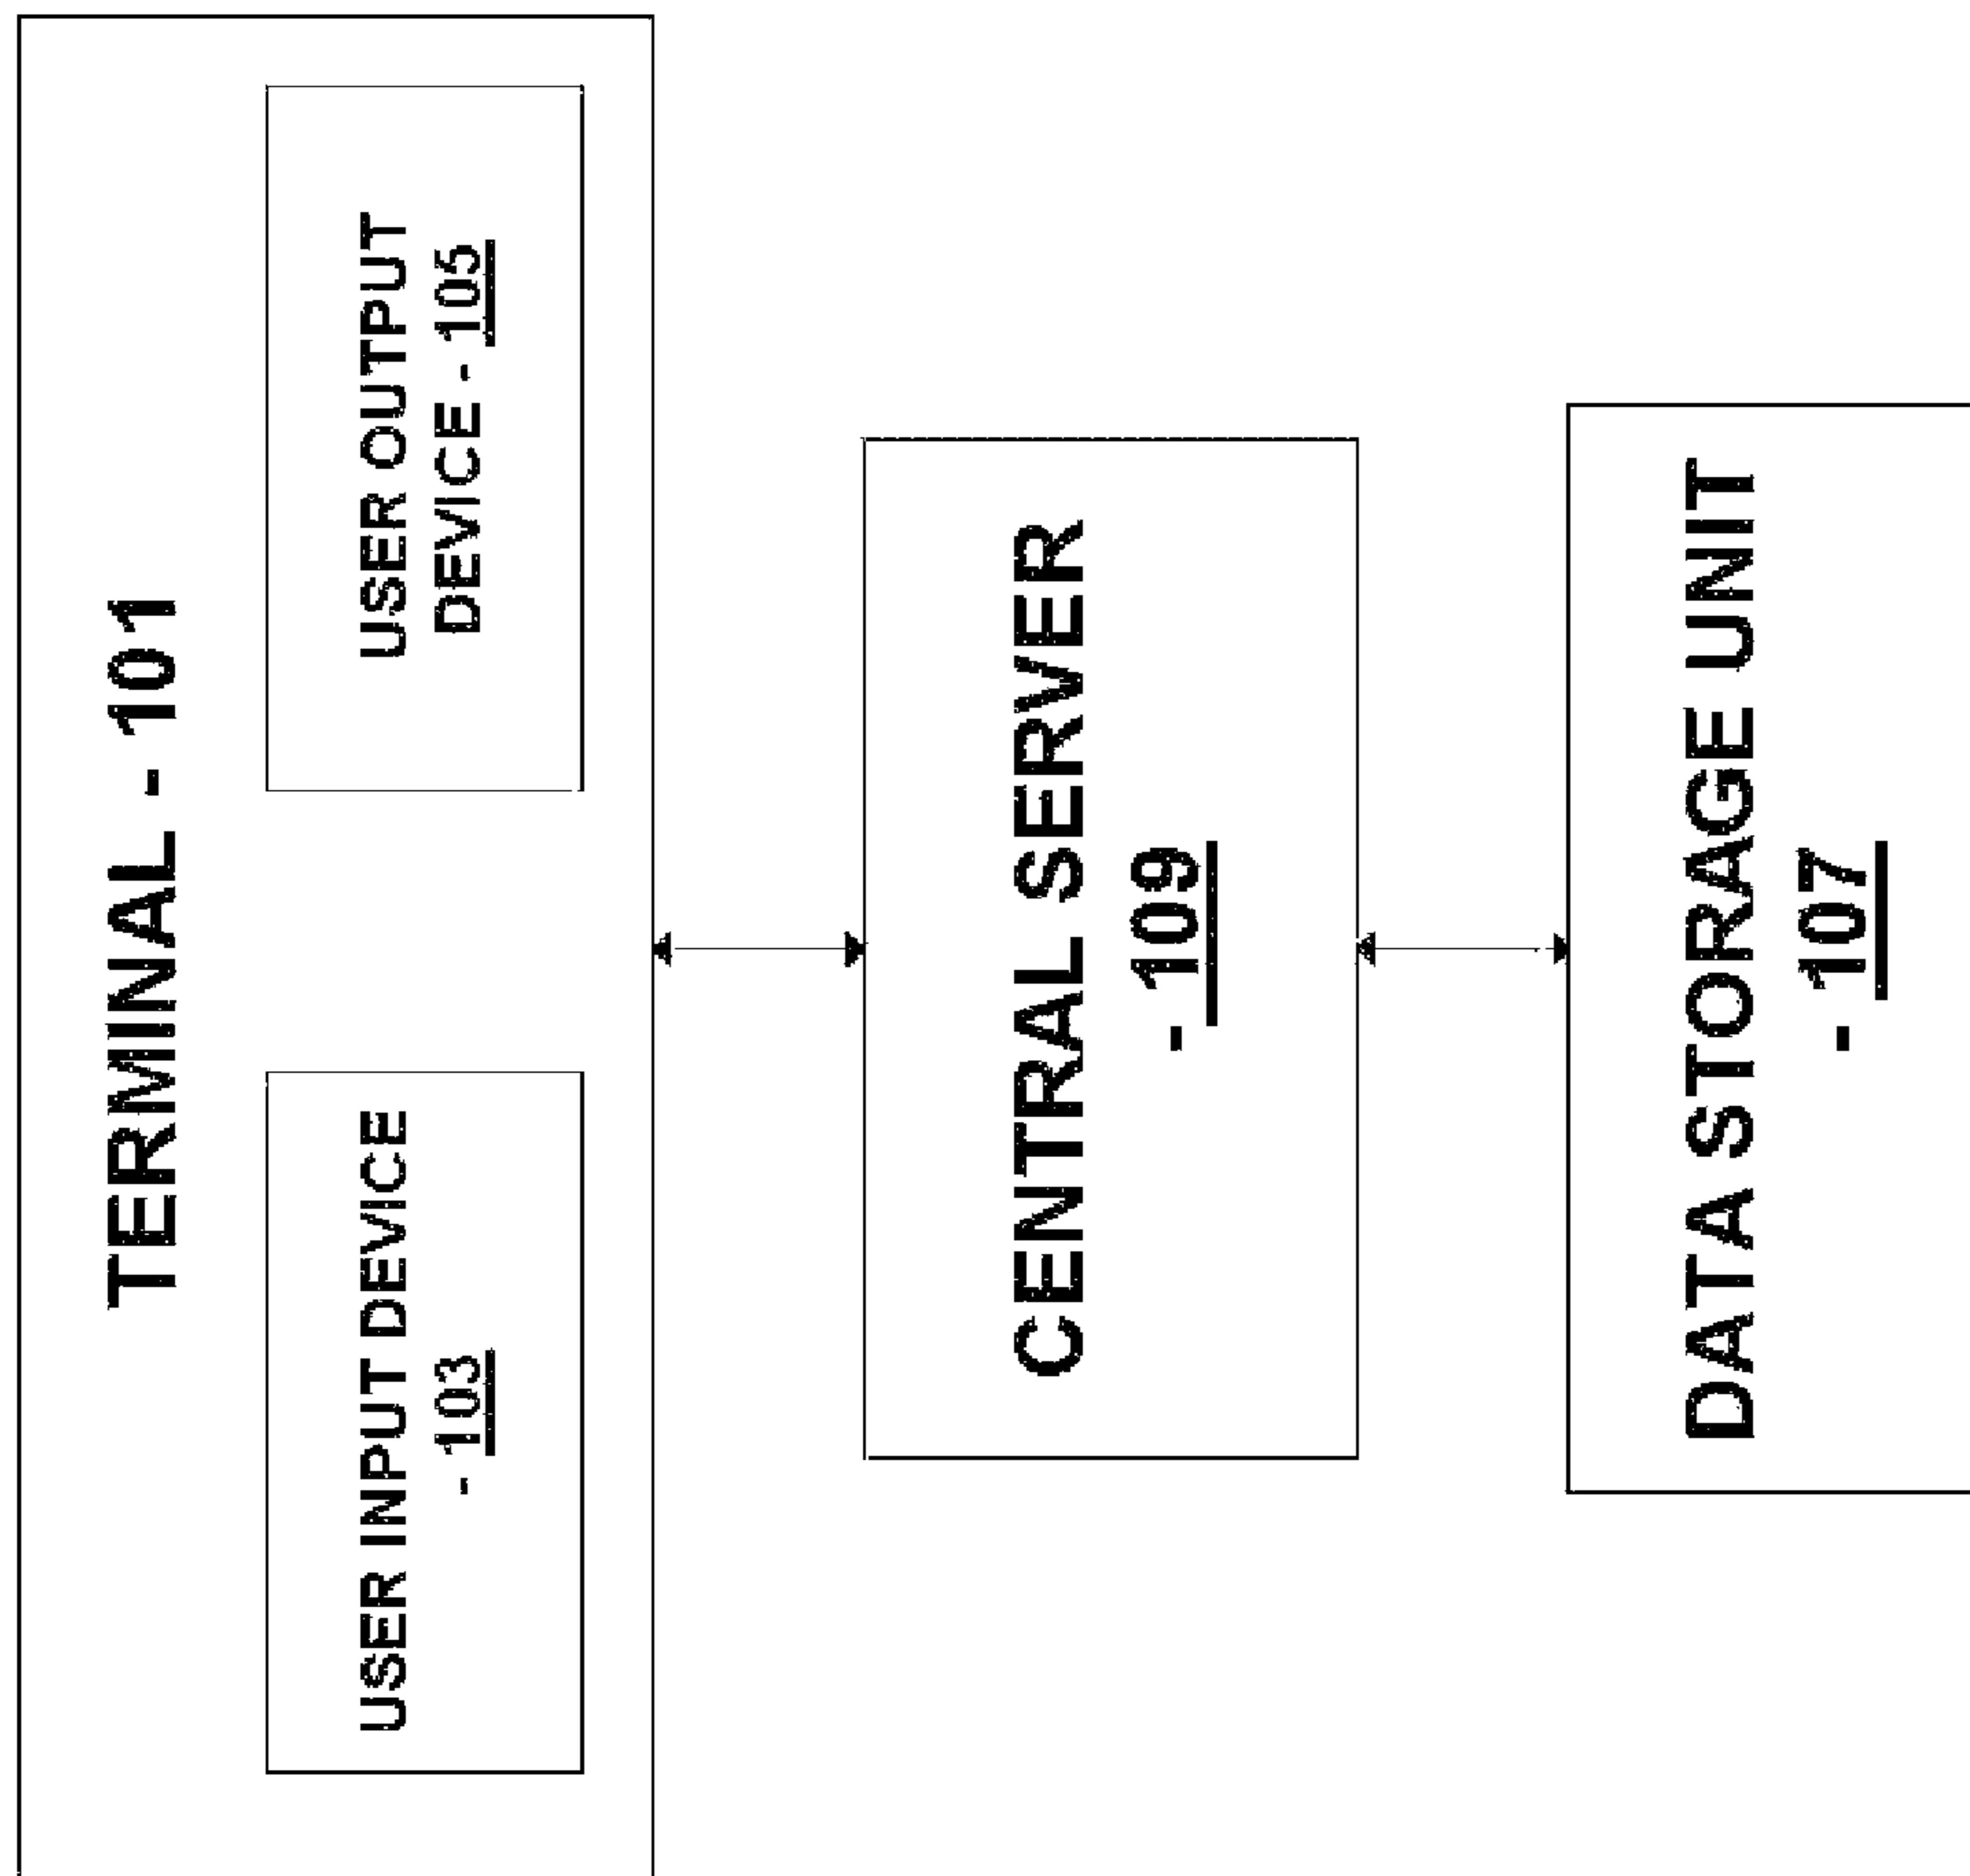 TERMINAL - 101
USER INPUT DEVICE
- 103
USER OUTPUT
DEVICE - 105
CENTRAL SERVER
- 109
DATA STORAGE UNIT
- 107